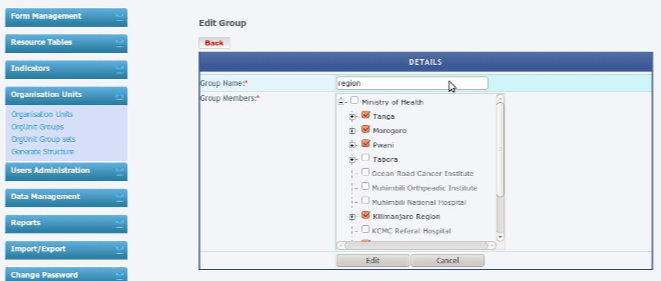 Form Management
Resource Tables
Indicators
Organisation Units
Organisation Units
OrgUnit Groups
OrgUnit Group sets
Generate Structure
Users Administration
Data Management
Reports
Import/Export
Change Password
Edit Group
Back
DETAILS
Group Name:*
region
Group Members:*
Ministry of Health
Tanga
Morogoro
Pwani
Tabora
Ocean Road Cancer Institute
Muhimbili Orthpeadic Institute
Muhimbili National Hospital
Kilimanjaro Region
KCMC Referal Hospital
Edit Cancel